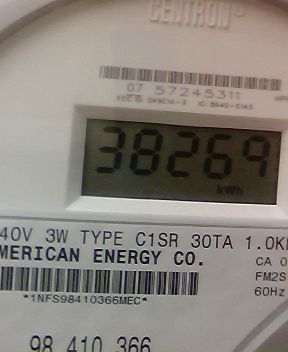 CENTRON®
07 57245311
38269
kWh
40V 3W TYPE C1SR 30TA 1.0K
MERICAN ENERGY CO.
CA 0
FM2S
60Hz
*1NFS98410366MEC*
98 410 366